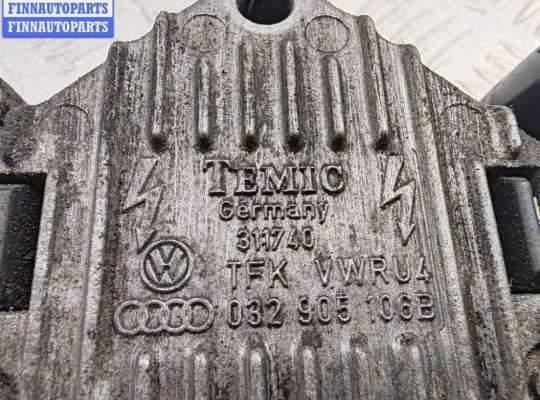 FINNAUTOPARTS
FINNAUTOPARTS
TEMIC
Germany
311740
TFK VWRU4
032 905 106B